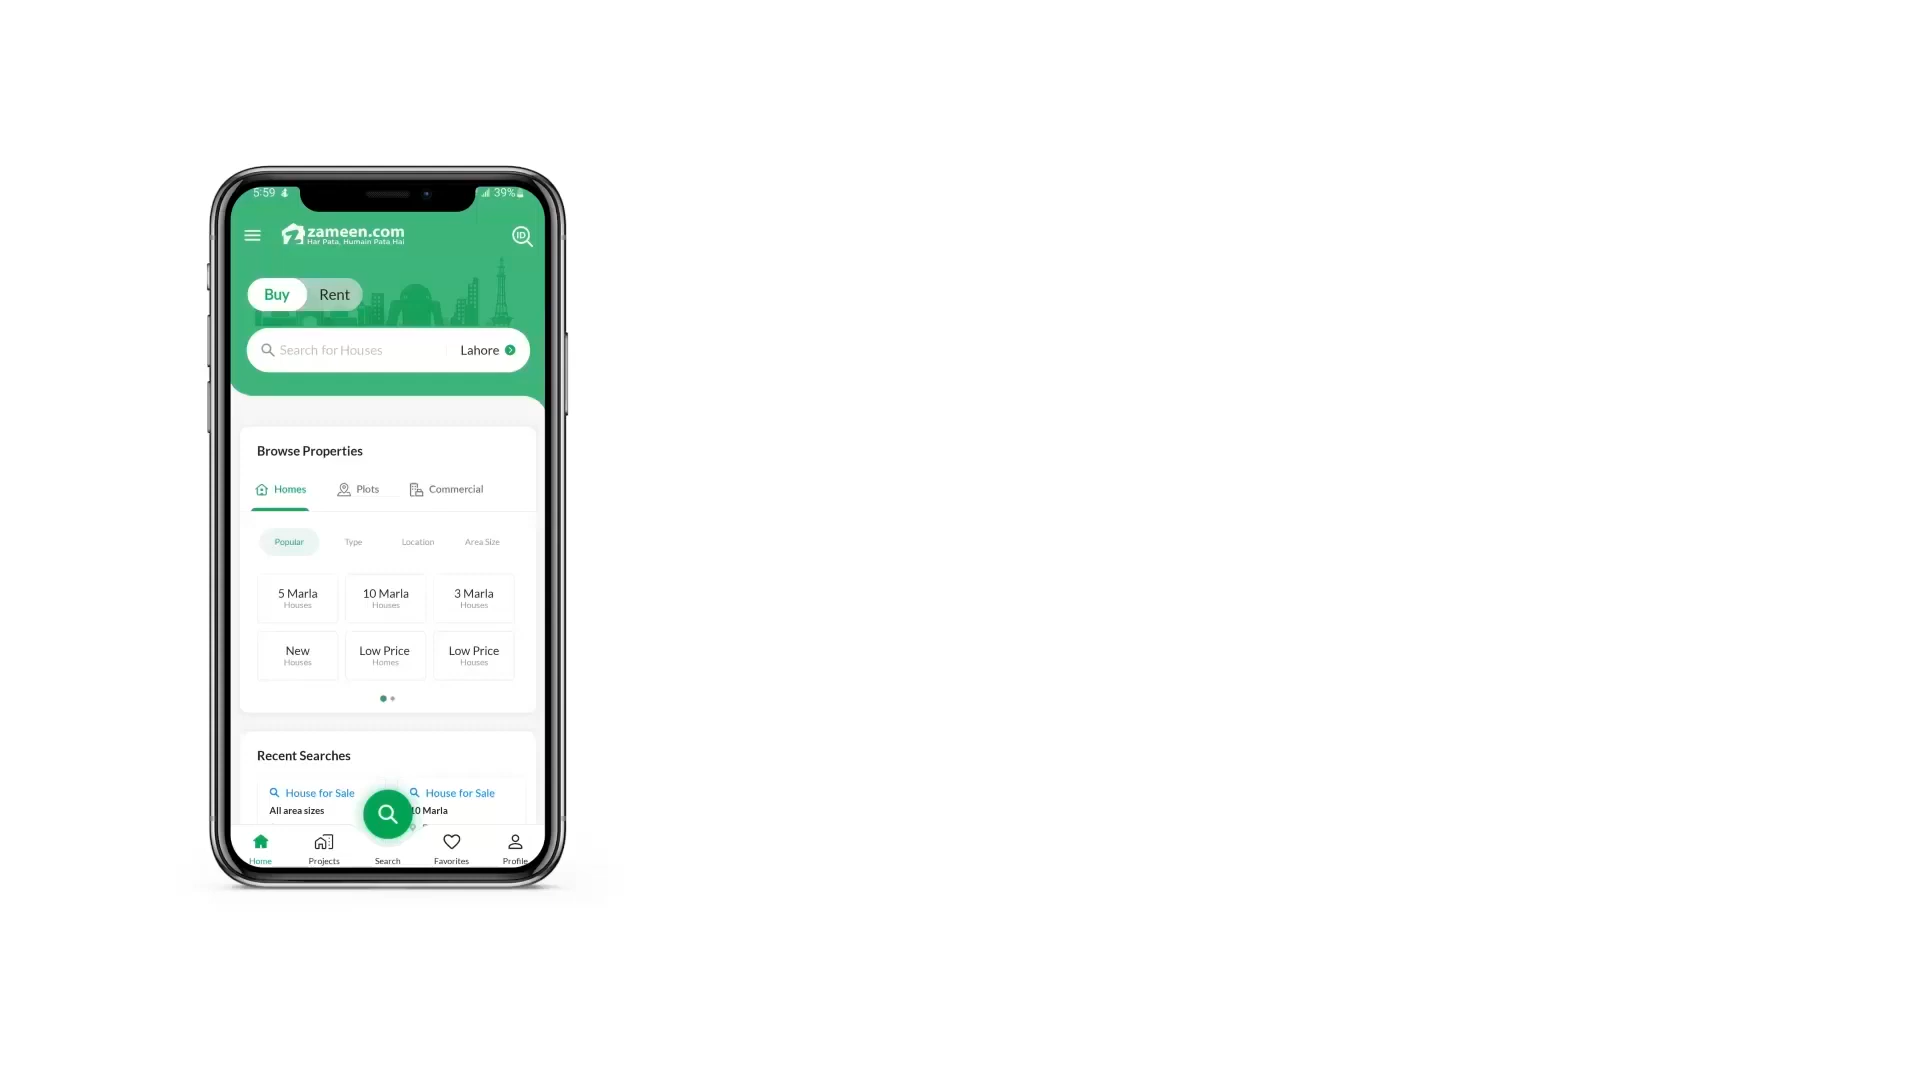 5:59 39%
zameen.com
Har Pata, Humain Pata Hai
ID
Buy Rent
Search for Houses Lahore
Browse Properties
Homes Plots Commercial
Popular Type Location Area Size
5 Marla 10 Marla 3 Marla
Houses Houses Houses
New Low Price Low Price
Houses Homes Houses
Recent Searches
House for Sale House for Sale
All area sizes 10 Marla
Home Projects Search Favorites Profile